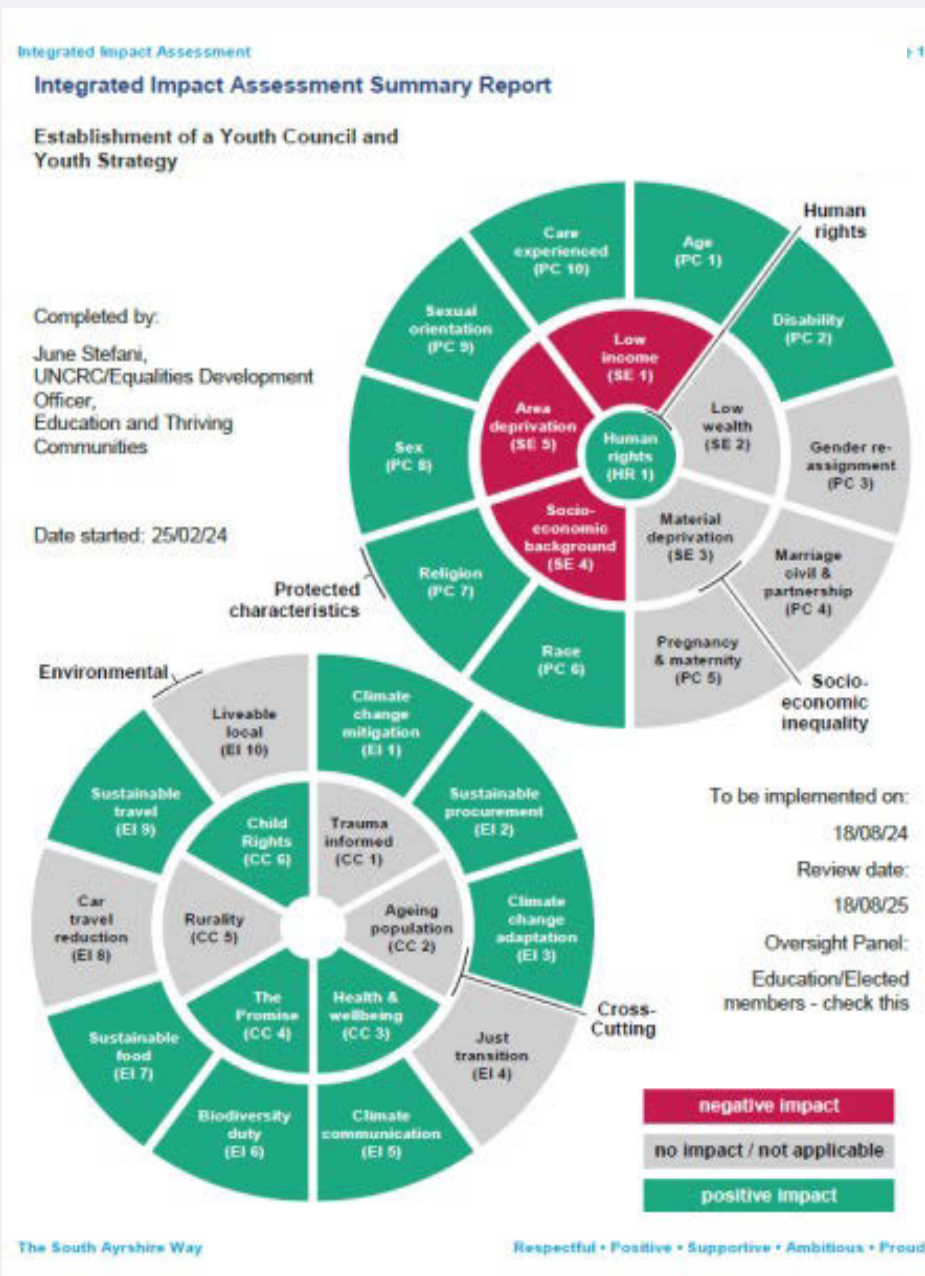 Integrated Impact Assessment
1
Integrated Impact Assessment Summary Report
Establishment of a Youth Council and
Youth Strategy
Completed by:
June Stefani,
UNCRC/Equalities Development
Officer,
Education and Thriving
Communities
Date started: 25/02/24
Human
rights
Care
experienced
(PC 10)
Age
(PC 1)
Disability
(PC 2)
Gender re-
assignment
(PC 3)
Marriage
civil &
partnership
(PC 4)
Pregnancy
& maternity
(PC 5)
Race
(PC 6)
Religion
(PC 7)
Sex
(PC 8)
Sexual
orientation
(PC 9)
Low
income
(SE 1)
Low
wealth
(SE 2)
Material
deprivation
(SE 3)
Socio-
economic
background
(SE 4)
Area
deprivation
(SE 5)
Human
rights
(HR 1)
Protected
characteristics
Socio-
economic
inequality
Environmental
Climate
change
mitigation
(EI 1)
Sustainable
procurement
(EI 2)
Climate
change
adaptation
(EI 3)
Just
transition
(EI 4)
Climate
communication
(EI 5)
Biodiversity
duty
(EI 6)
Sustainable
food
(EI 7)
Car
travel
reduction
(EI 8)
Sustainable
travel
(EI 9)
Liveable
local
(EI 10)
Trauma
informed
(CC 1)
Ageing
population
(CC 2)
Health &
wellbeing
(CC 3)
The
Promise
(CC 4)
Rurality
(CC 5)
Child
Rights
(CC 6)
Cross-
Cutting
To be implemented on:
18/08/24
Review date:
18/08/25
Oversight Panel:
Education/Elected
members - check this
negative impact
no impact / not applicable
positive impact
The South Ayrshire Way
Respectful • Positive • Supportive • Ambitious • Proud